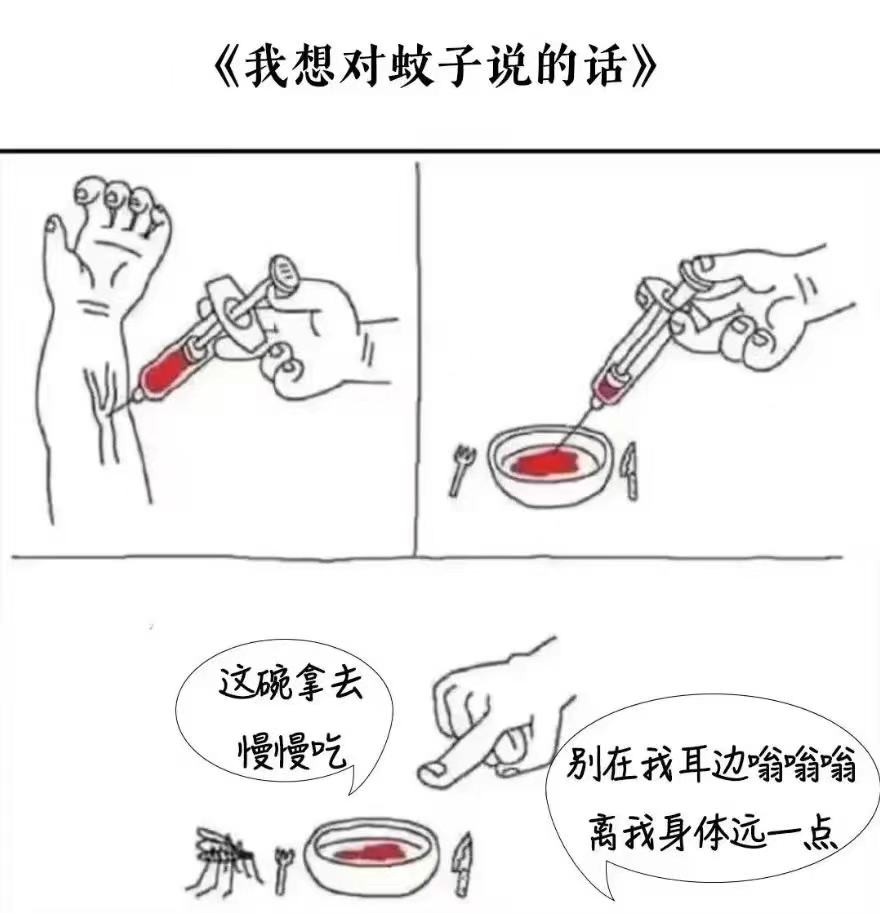 《我想对蚊子说的话》
这碗拿去
慢慢吃
别在我耳边嗡嗡嗡
离我身体远一点